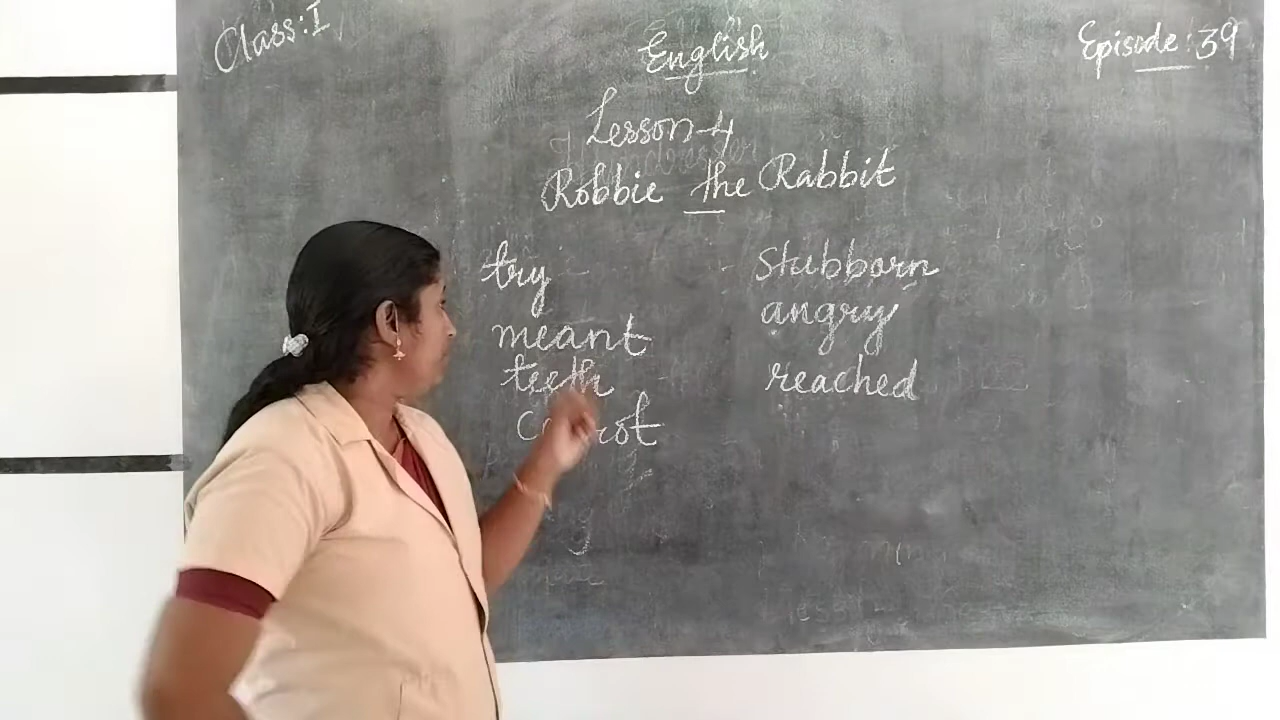 Class: I
English
Episode: 39
Lesson-4
Robbie the Rabbit
try
stubborn
meant
angry
teeth
reached